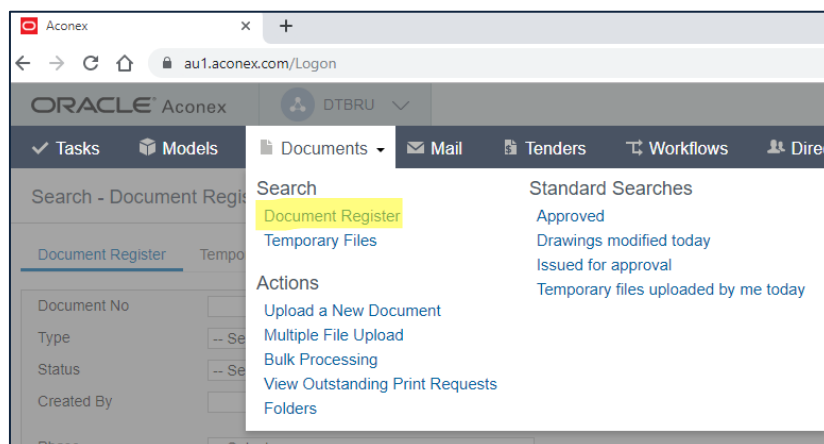 Aconex
au1.aconex.com/Logon
ORACLE Aconex DTBRU
Tasks Models Documents Mail Tenders Workflows Dire
Search - Document Regis
Document Register Tempo
Document No
Type -- Se
Status -- Se
Created By
Search
Document Register
Temporary Files
Actions
Upload a New Document
Multiple File Upload
Bulk Processing
View Outstanding Print Requests
Folders
Standard Searches
Approved
Drawings modified today
Issued for approval
Temporary files uploaded by me today